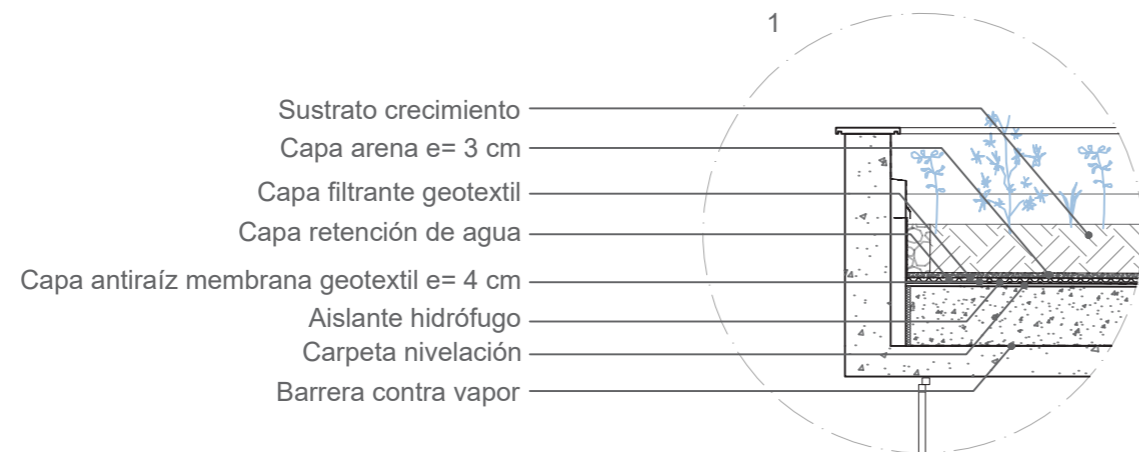 1
Sustrato crecimiento
Capa arena e= 3 cm
Capa filtrante geotextil
Capa retención de agua
Capa antiraíz membrana geotextil e= 4 cm
Aislante hidrófugo
Carpeta nivelación
Barrera contra vapor